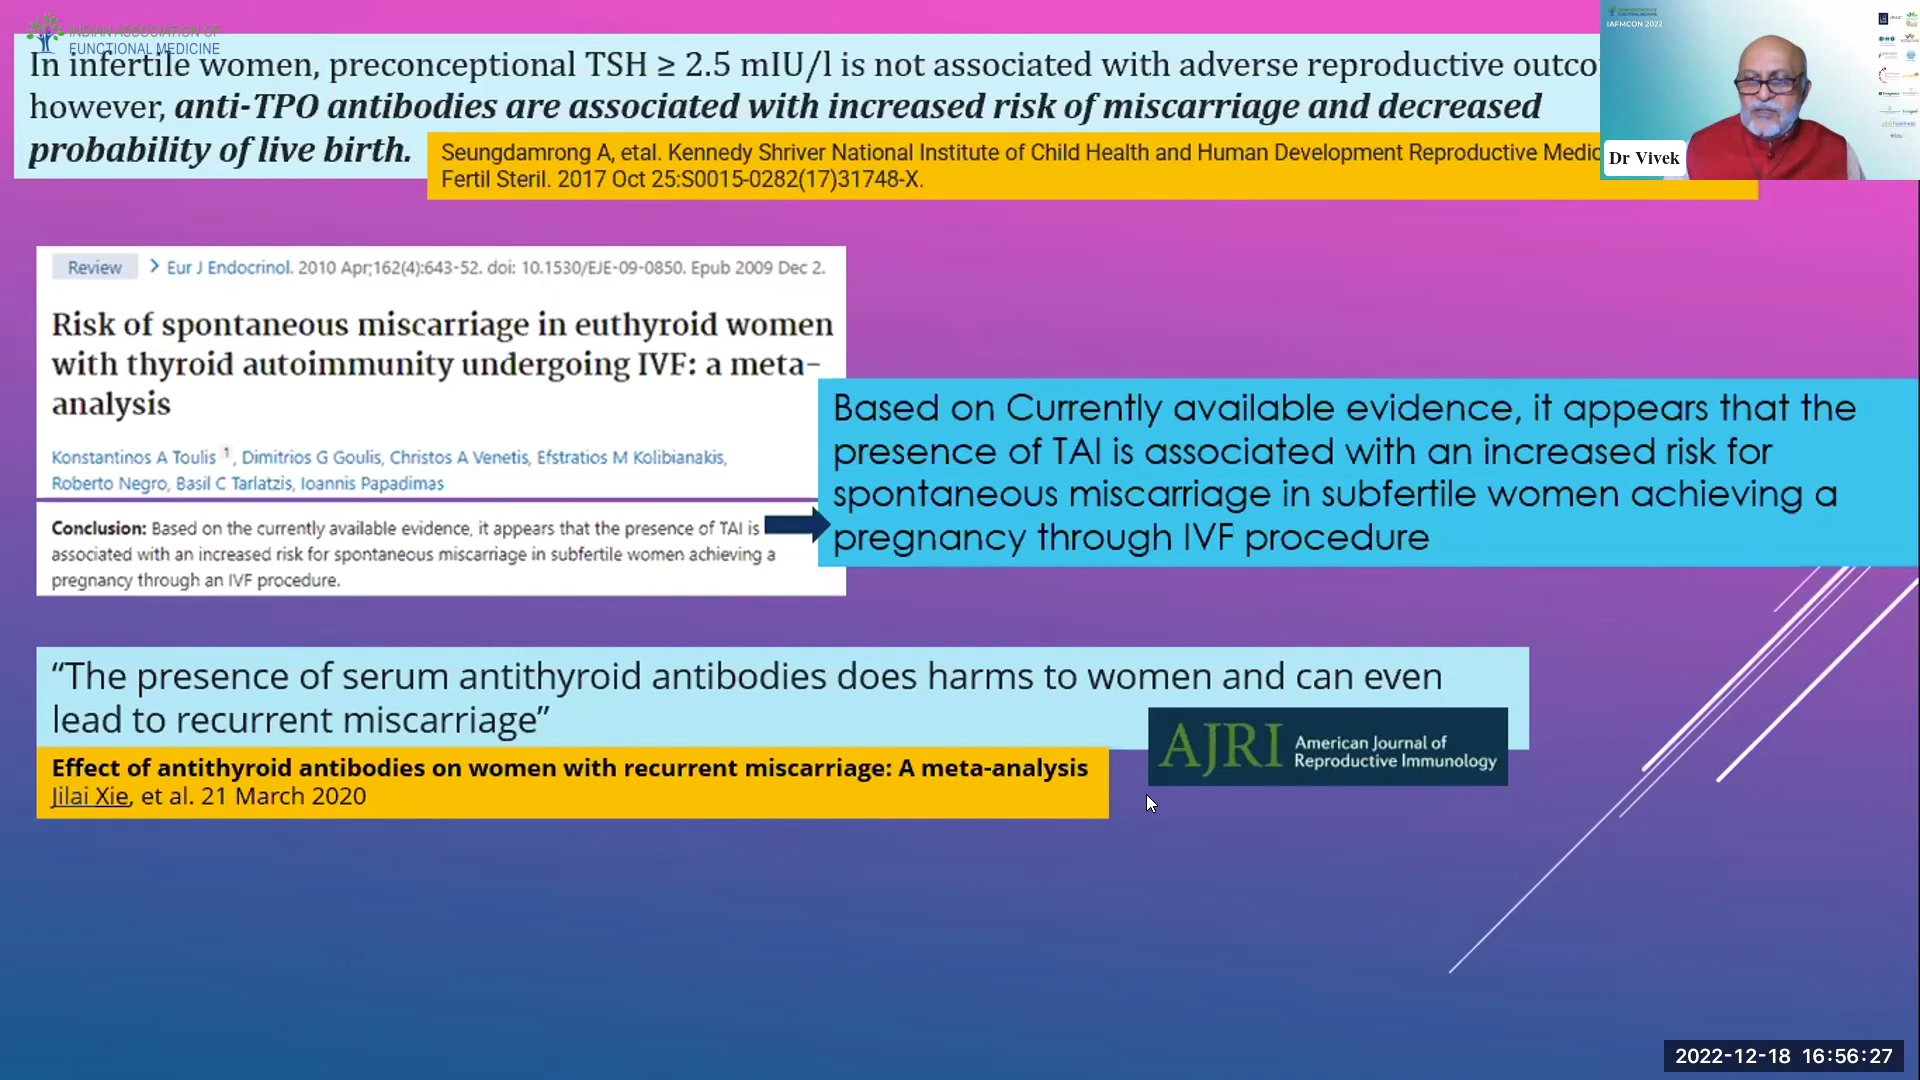 INDIAN ASSOCIATION OF
FUNCTIONAL MEDICINE
In infertile women, preconceptional TSH ≥ 2.5 mIU/l is not associated with adverse reproductive
however, anti-TPO antibodies are associated with increased risk of miscarriage and decreased
probability of live birth.
Seungdamrong A, etal. Kennedy Shriver National Institute of Child Health and Human Development Reproductive
Fertil Steril. 2017 Oct 25:S0015-0282(17)31748-X.
IAFMCON 2022
Dr Vivek
Review > Eur J Endocrinol. 2010 Apr;162(4):643-52. doi: 10.1530/EJE-09-0850. Epub 2009 Dec 2.
Risk of spontaneous miscarriage in euthyroid women
with thyroid autoimmunity undergoing IVF: a meta-
analysis
Konstantinos A Toulis 1, Dimitrios G Goulis, Christos A Venetis, Efstratios M Kolibianakis,
Roberto Negro, Basil C Tarlatzis, Ioannis Papadimas
Conclusion: Based on the currently available evidence, it appears that the presence of TAI is
associated with an increased risk for spontaneous miscarriage in subfertile women achieving a
pregnancy through an IVF procedure.
Based on Currently available evidence, it appears that the
presence of TAI is associated with an increased risk for
spontaneous miscarriage in subfertile women achieving a
pregnancy through IVF procedure
“The presence of serum antithyroid antibodies does harms to women and can even
lead to recurrent miscarriage”
Effect of antithyroid antibodies on women with recurrent miscarriage: A meta-analysis
Jilai Xie, et al. 21 March 2020
AJRI American Journal of
Reproductive Immunology
2022-12-18 16:56:27